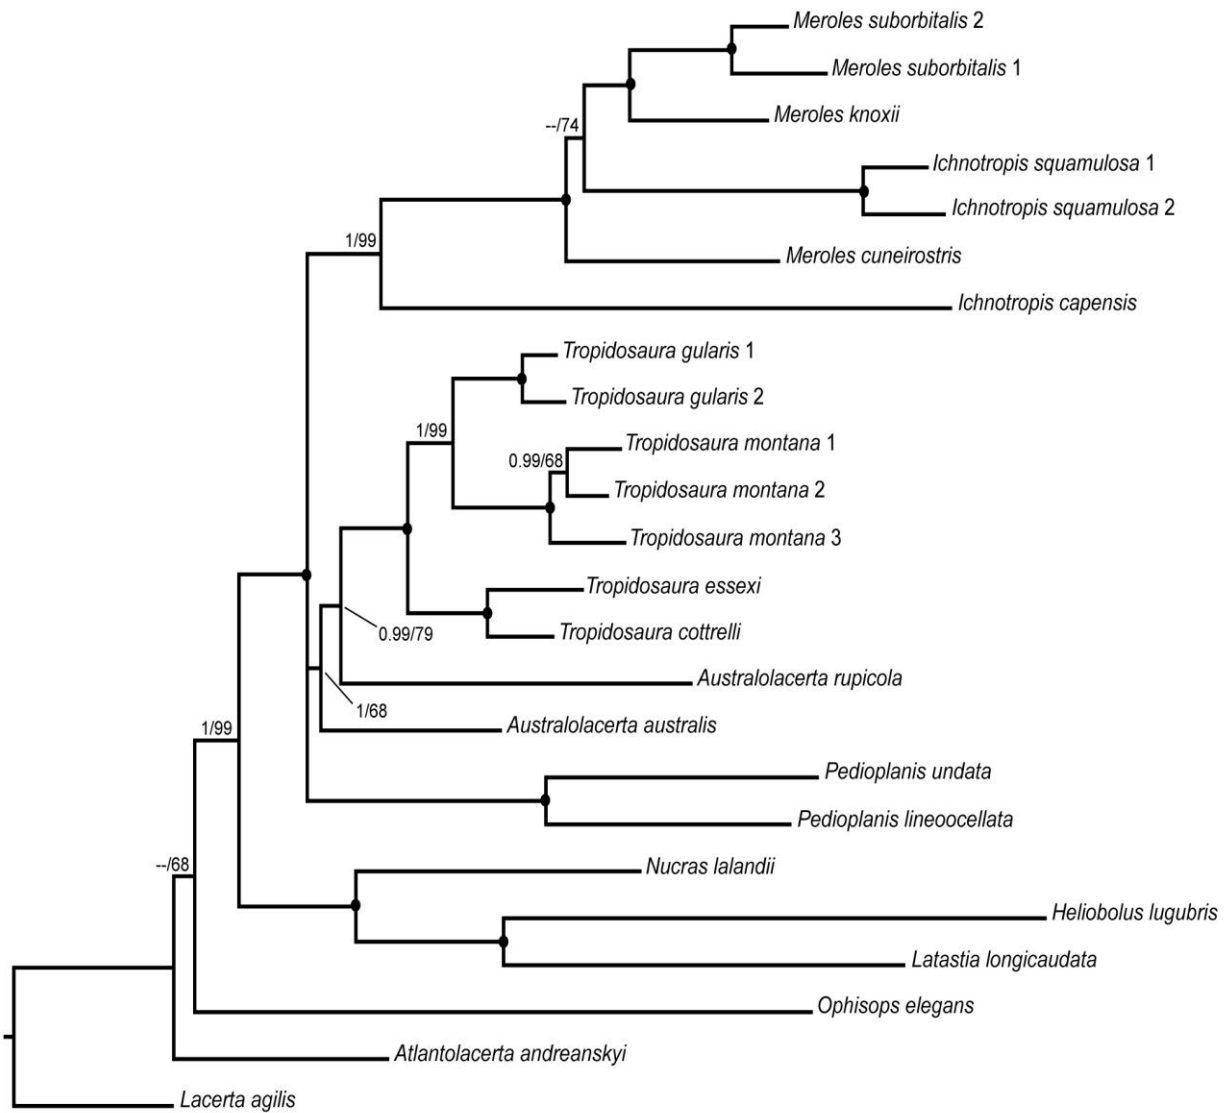 Meroles suborbitalis 2
Meroles suborbitalis 1
Meroles knoxii
--/74
Ichnotropis squamulosa 1
Ichnotropis squamulosa 2
1/99
Meroles cuneirostris
Ichnotropis capensis
Tropidosaura gularis 1
Tropidosaura gularis 2
1/99
Tropidosaura montana 1
0.99/68
Tropidosaura montana 2
Tropidosaura montana 3
Tropidosaura essexi
0.99/79
Tropidosaura cottrelli
Australolacerta rupicola
1/68
Australolacerta australis
1/99
Pedioplanis undata
Pedioplanis lineoocellata
--/68
Nucras lalandii
Heliobolus lugubris
Latastia longicaudata
Ophisops elegans
Atlantolacerta andreanskyi
Lacerta agilis